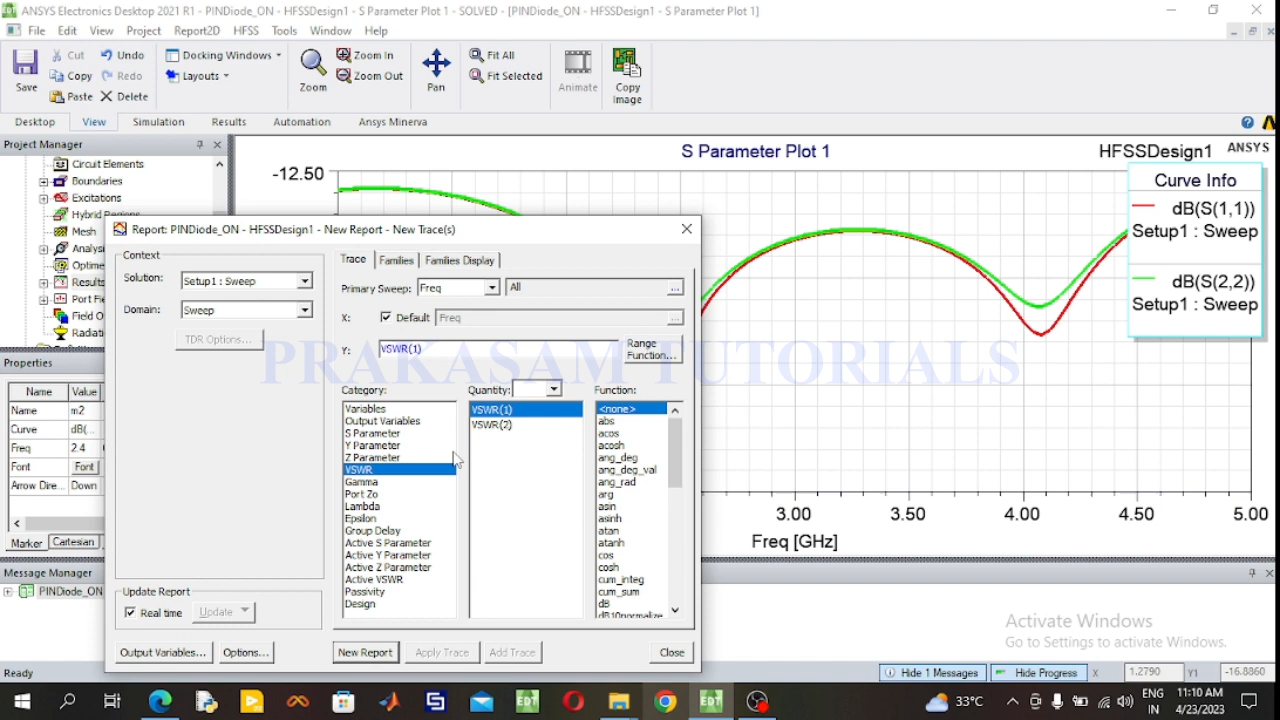 ANSYS Electronics Desktop 2021 R1 - PINDiode_ON - HFSSDesign1 - S Parameter Plot 1 - SOLVED - [PINDiode_ON - HFSSDesign1 - S Parameter Plot 1]
File Edit View Project Report2D HFSS Tools Window Help
Save
Cut
Copy
Paste
Undo
Redo
Delete
Docking Windows
Layouts
Zoom
Zoom In
Zoom Out
Pan
Fit All
Fit Selected
Animate
Copy
Image
Desktop View Simulation Results Automation Ansys Minerva
Project Manager
Circuit Elements
Boundaries
Excitations
Hybrid Regions
Mesh
Analysi
Optime
Results
Port Fie
Field O
Radiati
Properties
Name Value
Name m2
Curve dB(...
Freq 2.4
Font Font
Arrow Dire... Down
Marker Cartesian
Message Manager
PINDiode_ON
Ready
S Parameter Plot 1
HFSSDesign1 ANSYS
-12.50
Curve Info
dB(S(1,1))
Setup1 : Sweep
dB(S(2,2))
Setup1 : Sweep
3.00 3.50 4.00 4.50 5.00
Freq [GHz]
Report: PINDiode_ON - HFSSDesign1 - New Report - New Trace(s)
Context
Solution: Setup1 : Sweep
Domain: Sweep
TDR Options...
Update Report
Real time Update
Output Variables... Options...
Trace Families Families Display
Primary Sweep: Freq All ...
X: Default Freq ...
Y: VSWR(1)
Range
Function...
PRAKASAM TUTORIALS
Category: Quantity: Function:
Variables
Output Variables
S Parameter
Y Parameter
Z Parameter
VSWR
Gamma
Port Zo
Lambda
Epsilon
Group Delay
Active S Parameter
Active Y Parameter
Active Z Parameter
Active VSWR
Passivity
Design
VSWR(1)
VSWR(2)
<none>
abs
acos
acosh
ang_deg
ang_deg_val
ang_rad
arg
asin
asinh
atan
atanh
cos
cosh
cum_integ
cum_sum
dB
dB10normalize
New Report Apply Trace Add Trace Close
Activate Windows
Go to Settings to activate Windows.
Hide 1 Messages Hide Progress X 1.2790 Y1 -16.8860
EDT
EDT
33°C
ENG
IN
11:10 AM
4/23/2023